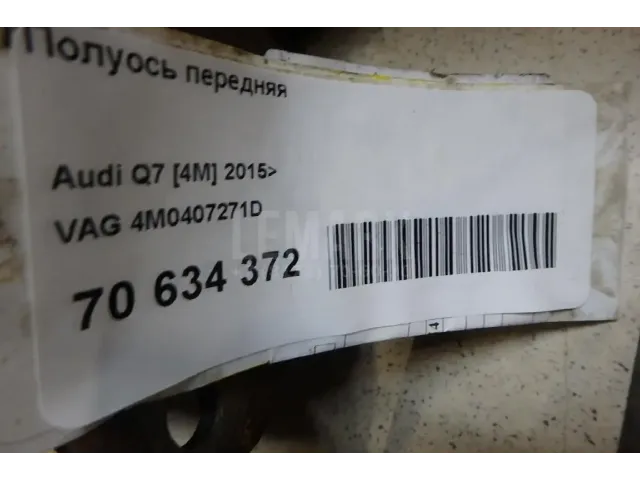 Полуось передняя
Audi Q7 [4M] 2015>
VAG 4M0407271D
70 634 372